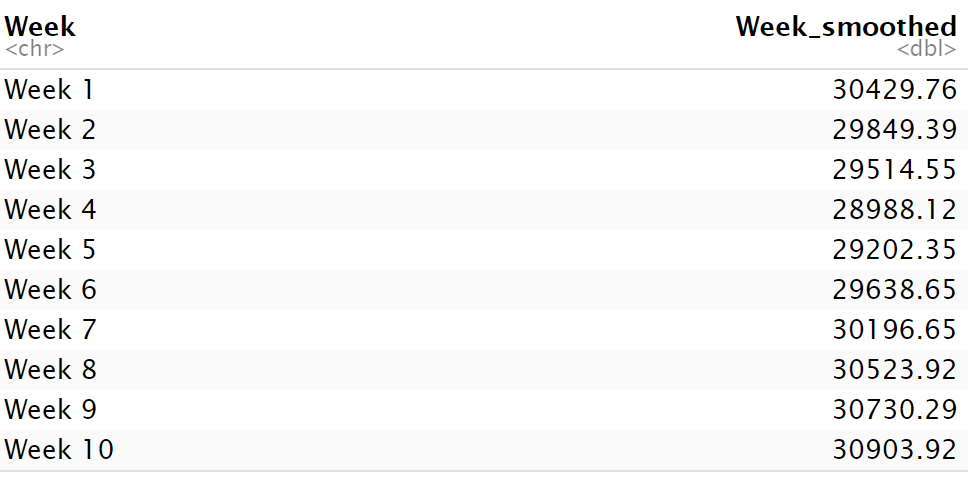 Week Week_smoothed
<chr> <dbl>
Week 1 30429.76
Week 2 29849.39
Week 3 29514.55
Week 4 28988.12
Week 5 29202.35
Week 6 29638.65
Week 7 30196.65
Week 8 30523.92
Week 9 30730.29
Week 10 30903.92